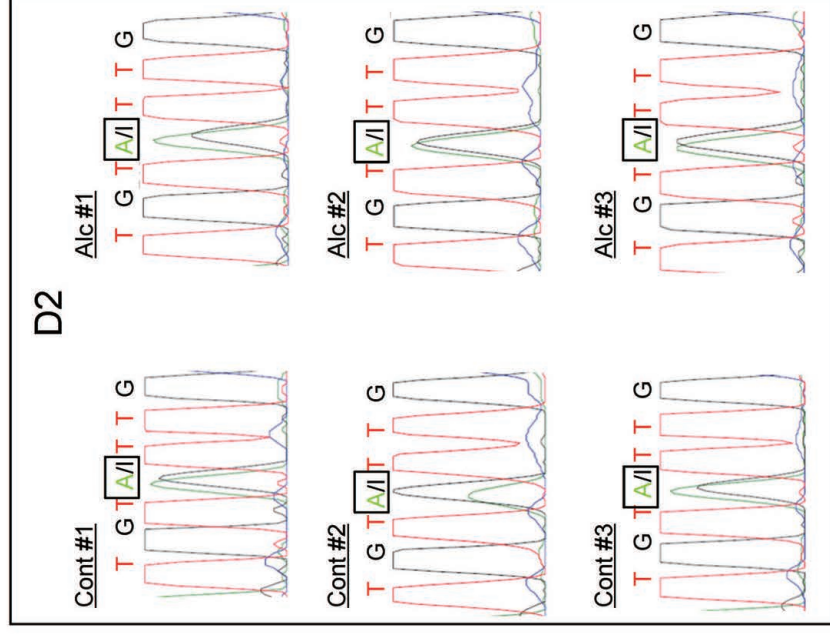 D2
Cont #1
T G T A/I T T G
Alc #1
T G T A/I T T G
Cont #2
T G T A/I T T G
Alc #2
T G T A/I T T G
Cont #3
T G T A/I T T G
Alc #3
T G T A/I T T G